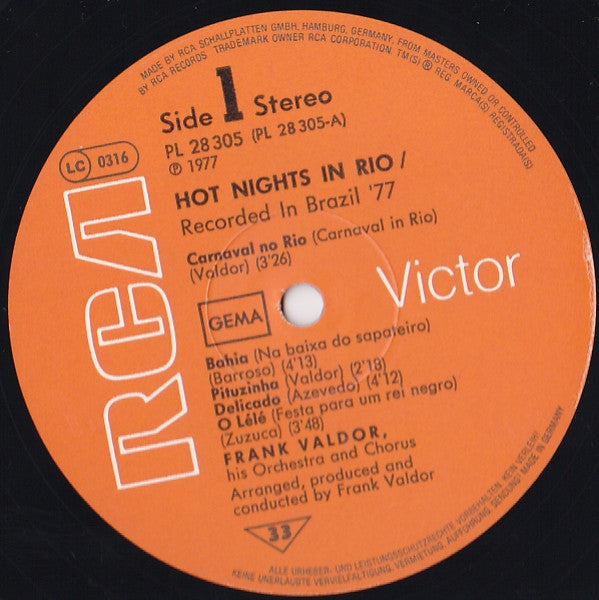 MADE BY RCA SCHALLPLATTEN GMBH, HAMBURG, GERMANY, FROM MASTERS OWNED OR CONTROLLED
BY RCA RECORDS TRADEMARK OWNER RCA CORPORATION TM(S) ® REG. MARCA(S) REGISTRADA(S)
Side 1 Stereo
PL 28 305 (PL 28 305-A)
℗ 1977
LC 0316
HOT NIGHTS IN RIO /
Recorded In Brazil '77
Carnaval no Rio (Carnaval in Rio)
(Valdor) (3'26)
RCA
Victor
GEMA
Bahia (Na baixa do sapateiro)
(Barroso) (4'13)
Pituzinha (Valdor) (2'18)
Delicado (Azevedo) (4'12)
O Lélé (Festa para um rei negro)
(Zuzuca) (3'48)
FRANK VALDOR,
his Orchestra and Chorus
Arranged, produced and
conducted by Frank Valdor
33
ALLE URHEBER- UND LEISTUNGSSCHUTZRECHTE VORBEHALTEN KEIN VERLEIH!
KEINE UNERLAUBTE VERVIELFÄLTIGUNG, VERMIETUNG, AUFFÜHRUNG, SENDUNG! MADE IN GERMANY